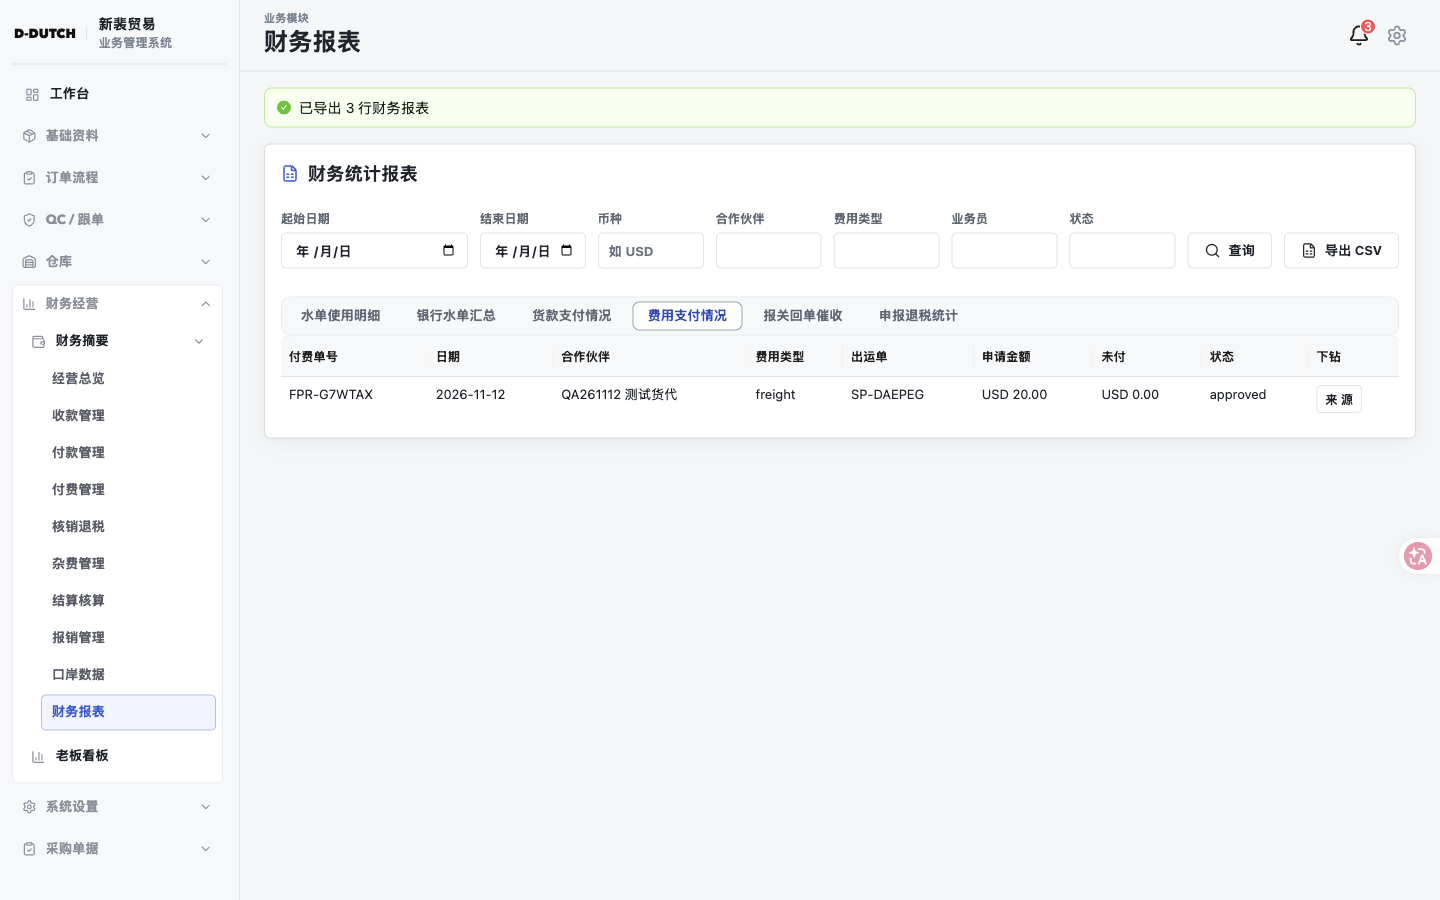 D-DUTCH
新裴贸易
业务管理系统
工作台
基础资料
订单流程
QC / 跟单
仓库
财务经营
财务摘要
经营总览
收款管理
付款管理
付费管理
核销退税
杂费管理
结算核算
报销管理
口岸数据
财务报表
老板看板
系统设置
采购单据
业务模块
财务报表
3
已导出 3 行财务报表
财务统计报表
起始日期 结束日期 币种 合作伙伴 费用类型 业务员 状态
年 /月/日 年 /月/日 如 USD 查询 导出 CSV
水单使用明细 银行水单汇总 货款支付情况 费用支付情况 报关回单催收 申报退税统计
付费单号 日期 合作伙伴 费用类型 出运单 申请金额 未付 状态 下钻
FPR-G7WTAX 2026-11-12 QA261112 测试货代 freight SP-DAEPEG USD 20.00 USD 0.00 approved 来 源